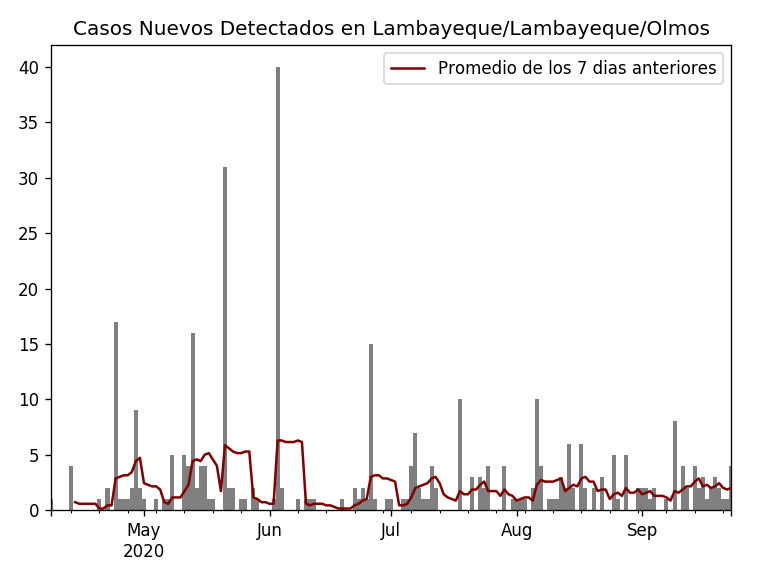 Casos Nuevos Detectados en Lambayeque/Lambayeque/Olmos
Promedio de los 7 dias anteriores
40
35
30
25
20
15
10
5
0
May
2020
Jun
Jul
Aug
Sep